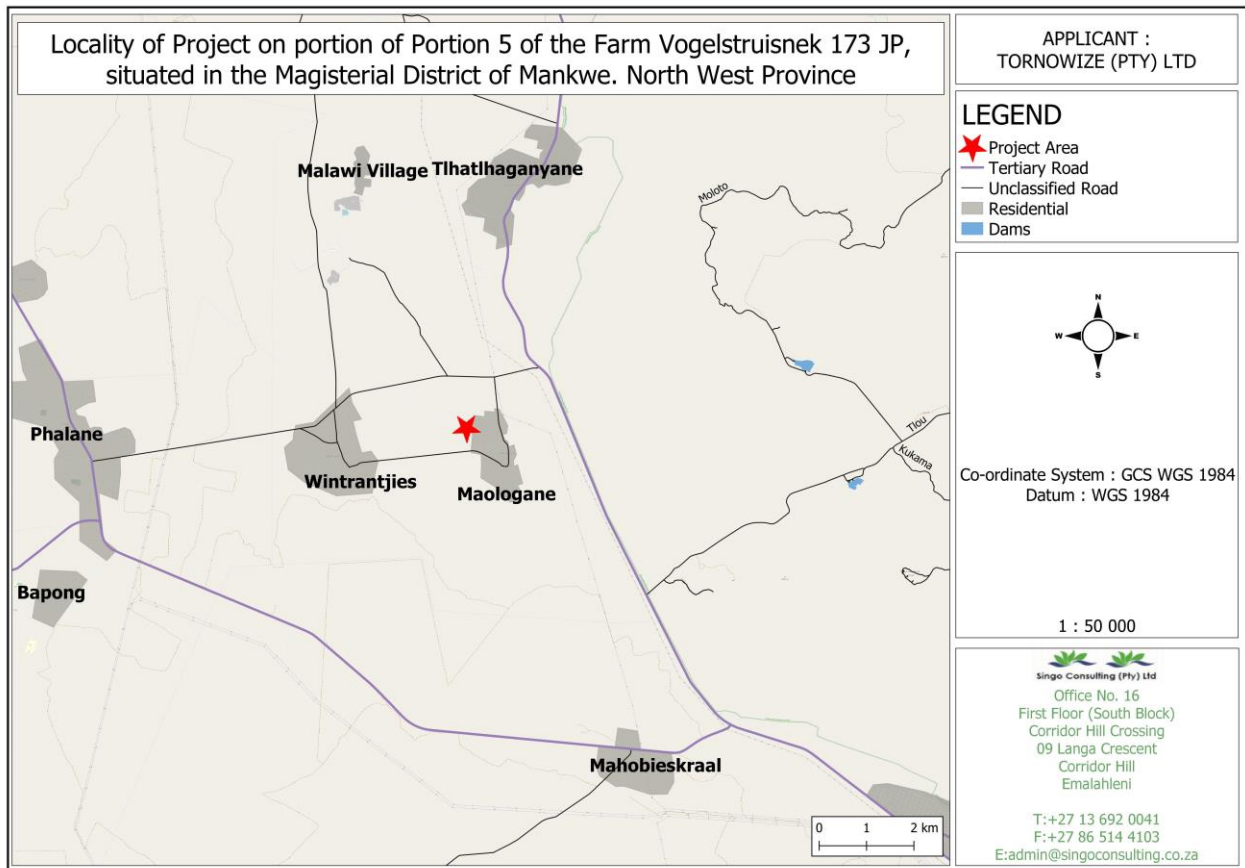 Locality of Project on portion of Portion 5 of the Farm Vogelstruisnek 173 JP,
situated in the Magisterial District of Mankwe. North West Province
Malawi Village
Tlhatlhaganyane
Moloto
Phalane
Wintrantjies
Maologane
Tlou
Kukama
Bapong
Mahobieskraal
0 1 2 km
APPLICANT :
TORNOWIZE (PTY) LTD
LEGEND
Project Area
Tertiary Road
Unclassified Road
Residential
Dams
N
W E
S
Co-ordinate System : GCS WGS 1984
Datum : WGS 1984
1 : 50 000
Singo Consulting (Pty) Ltd
Office No. 16
First Floor (South Block)
Corridor Hill Crossing
09 Langa Crescent
Corridor Hill
Emalahleni
T:+27 13 692 0041
F:+27 86 514 4103
E:admin@singoconsulting.co.za